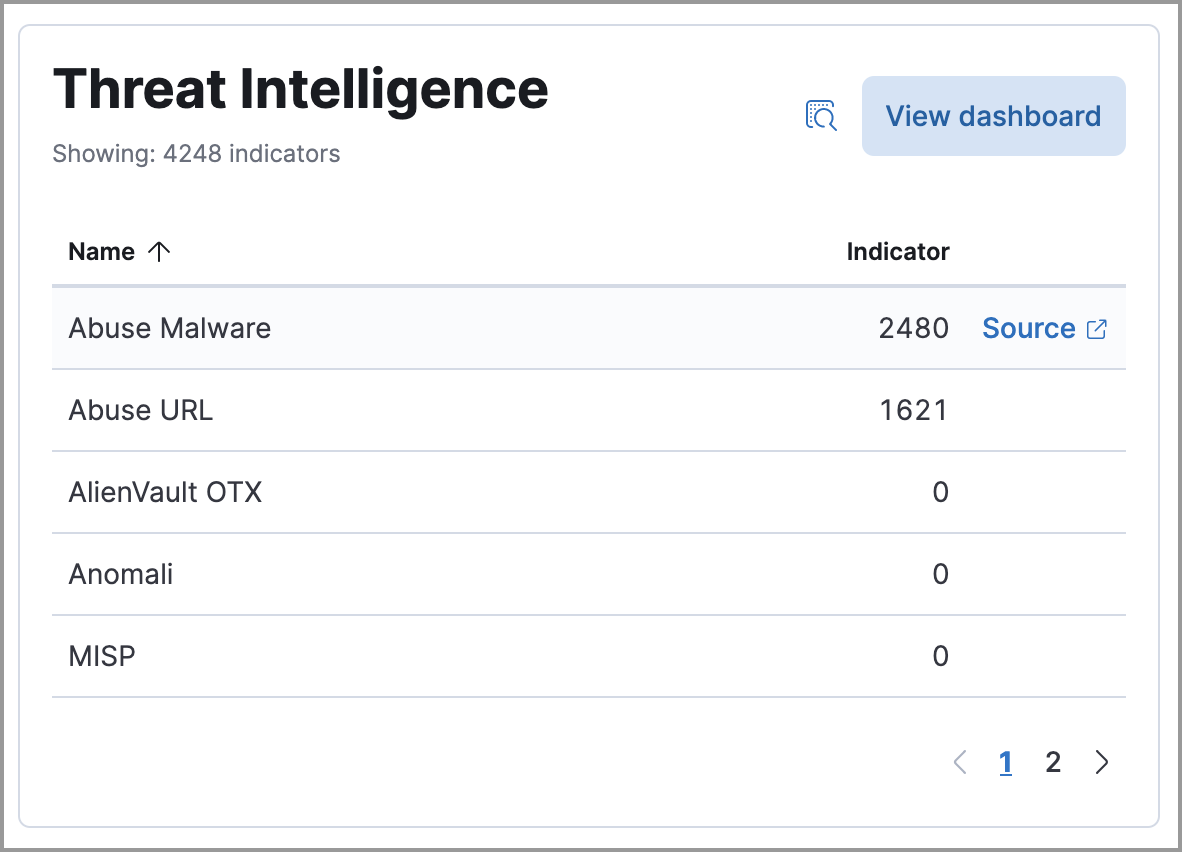 Threat Intelligence
View dashboard
Showing: 4248 indicators
Name Indicator
Abuse Malware 2480 Source
Abuse URL 1621
AlienVault OTX 0
Anomali 0
MISP 0
1 2